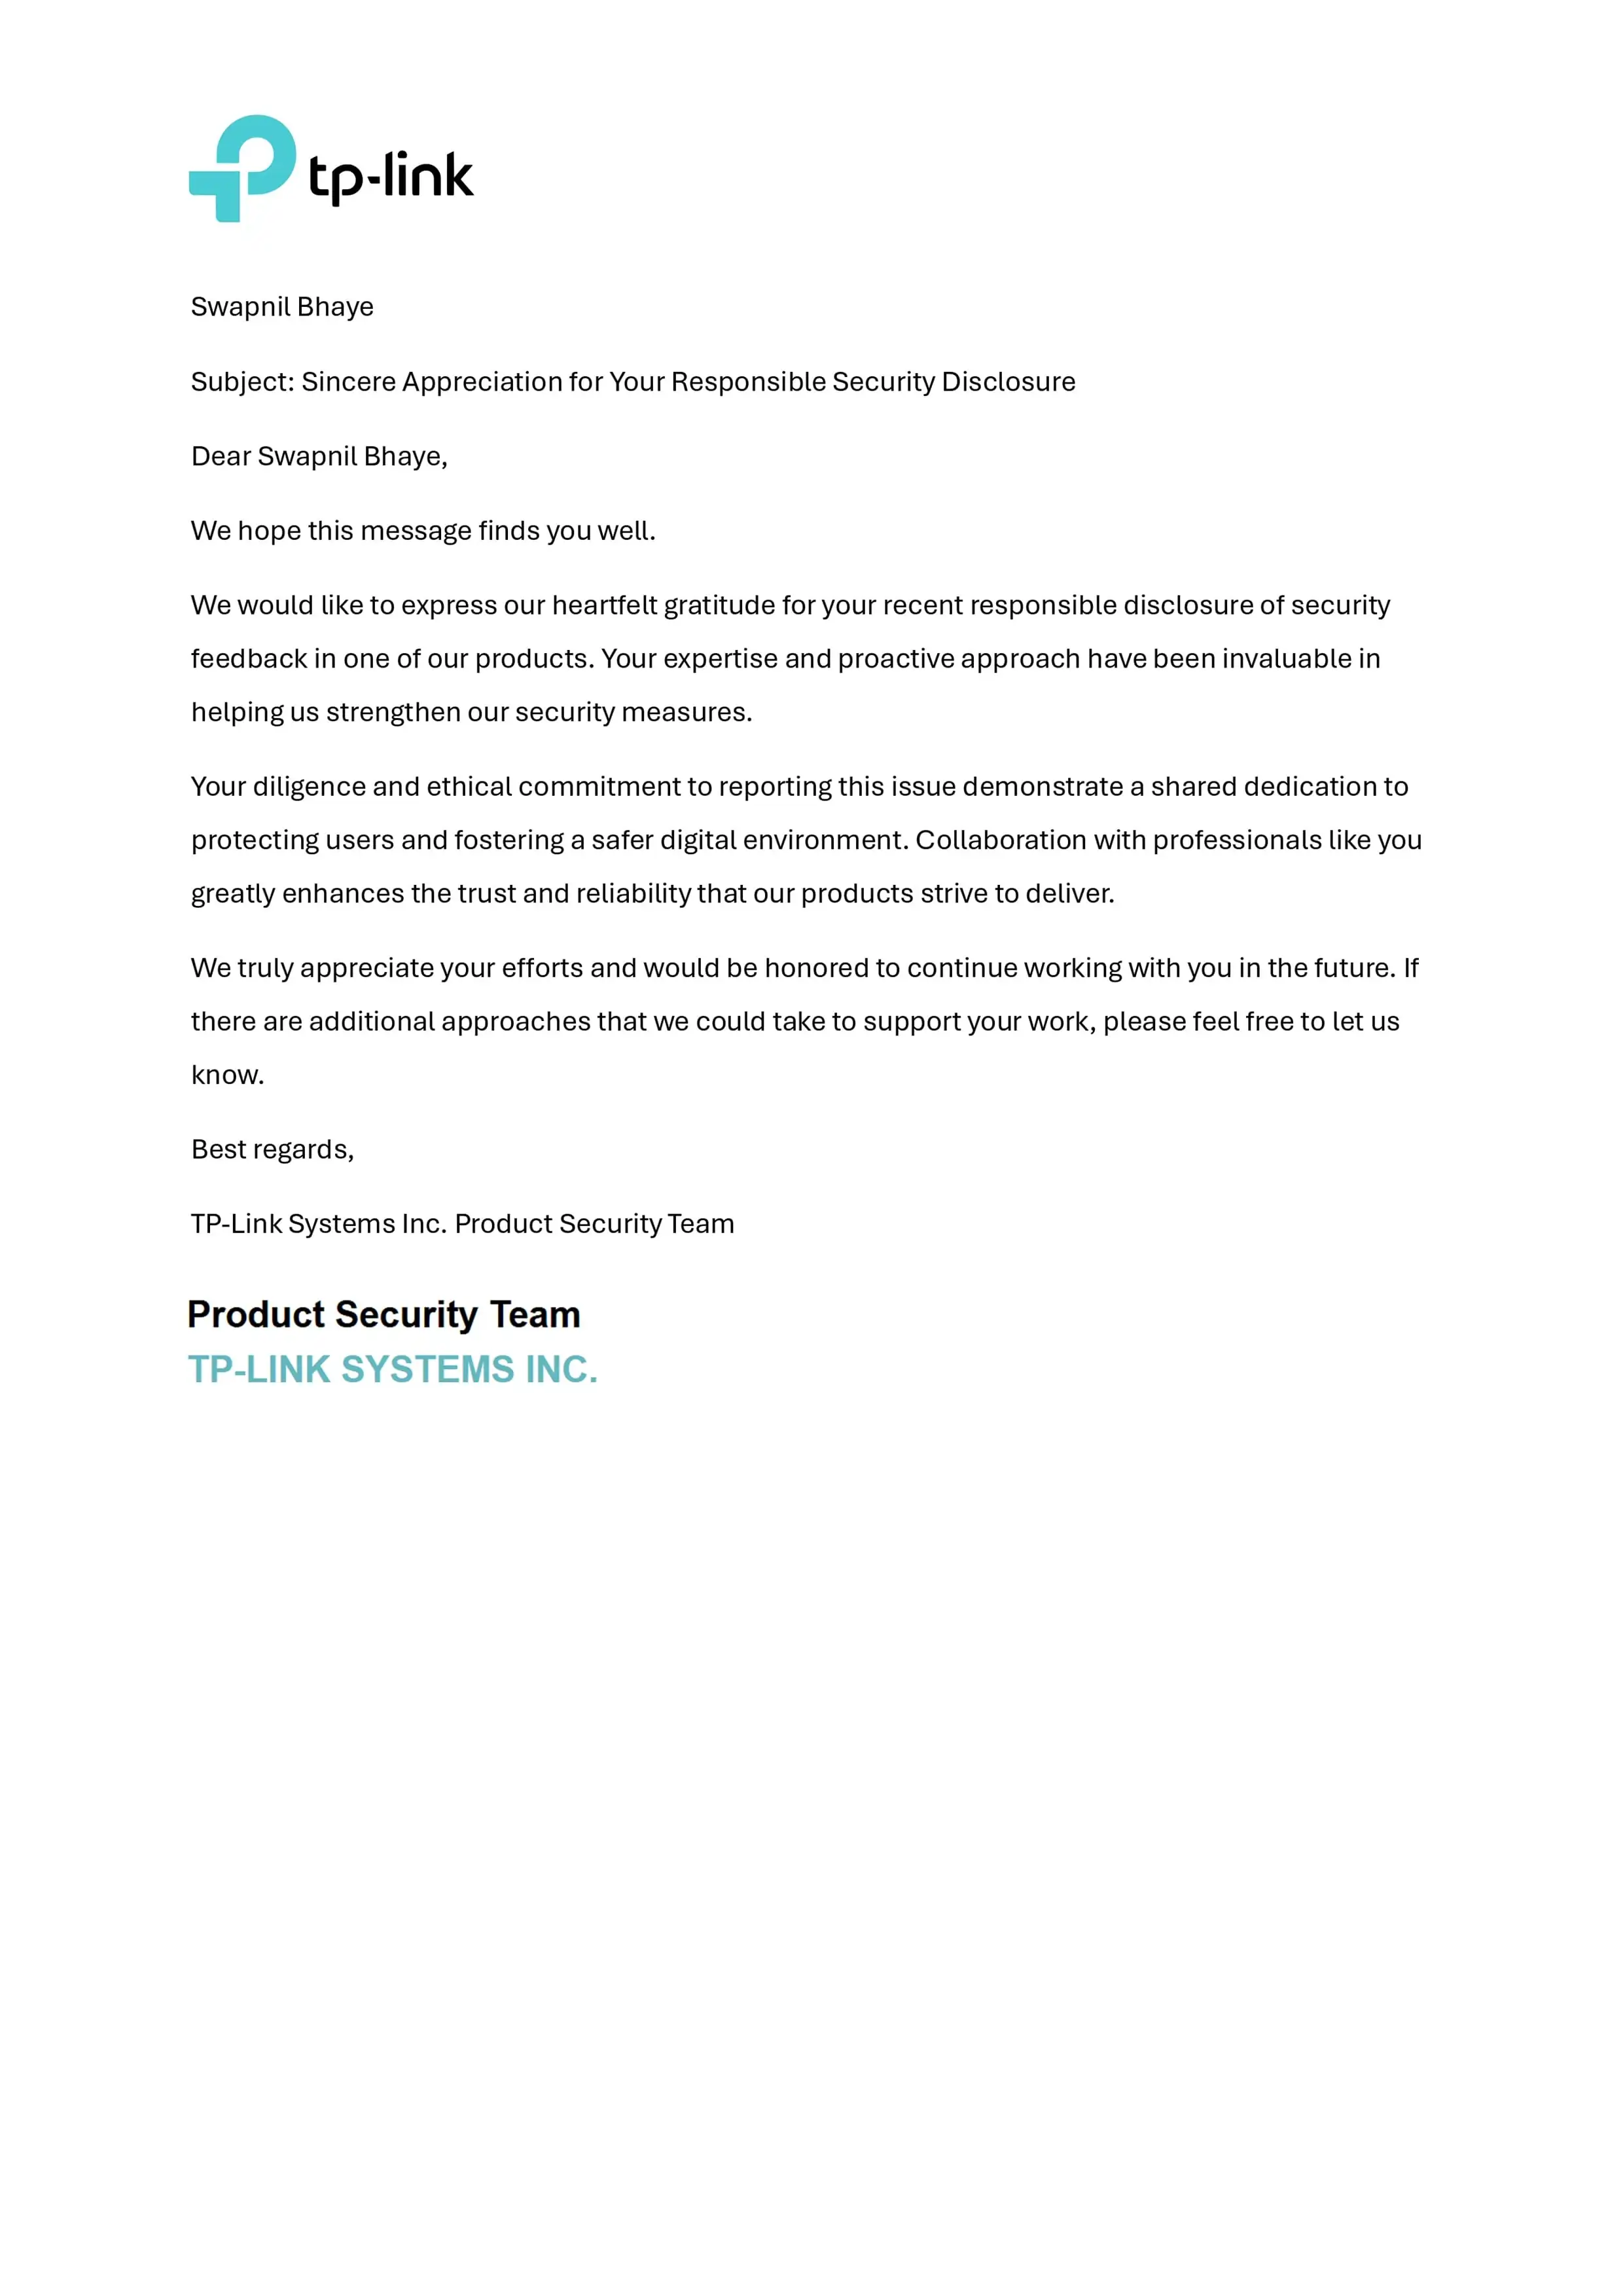 tp-link
Swapnil Bhaye
Subject: Sincere Appreciation for Your Responsible Security Disclosure
Dear Swapnil Bhaye,
We hope this message finds you well.
We would like to express our heartfelt gratitude for your recent responsible disclosure of security
feedback in one of our products. Your expertise and proactive approach have been invaluable in
helping us strengthen our security measures.
Your diligence and ethical commitment to reporting this issue demonstrate a shared dedication to
protecting users and fostering a safer digital environment. Collaboration with professionals like you
greatly enhances the trust and reliability that our products strive to deliver.
We truly appreciate your efforts and would be honored to continue working with you in the future. If
there are additional approaches that we could take to support your work, please feel free to let us
know.
Best regards,
TP-Link Systems Inc. Product Security Team
Product Security Team
TP-LINK SYSTEMS INC.